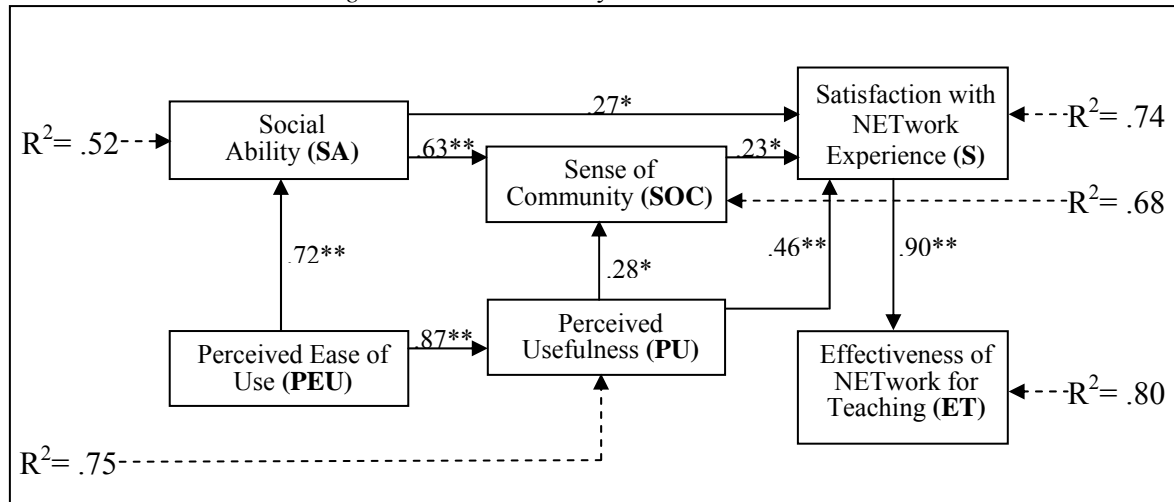 .27*
Social
Ability (SA)
R²= .52
.63**
Satisfaction with
NETwork
Experience (S)
R²= .74
Sense of
Community (SOC)
.23*
R²= .68
.72**
.28*
.46**
.90**
Perceived Ease of
Use (PEU)
.87**
Perceived
Usefulness (PU)
Effectiveness of
NETwork for
Teaching (ET)
R²= .80
R²= .75